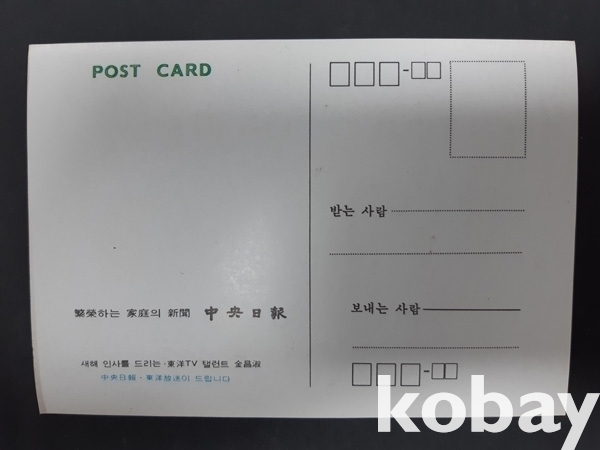 POST CARD
繁榮하는 家庭의 新聞 中央日報
새해 인사를 드리는·東洋TV 탤런트 金昌淑
中央日報·東洋放送이 드립니다
받는 사람
보내는 사람
kobay